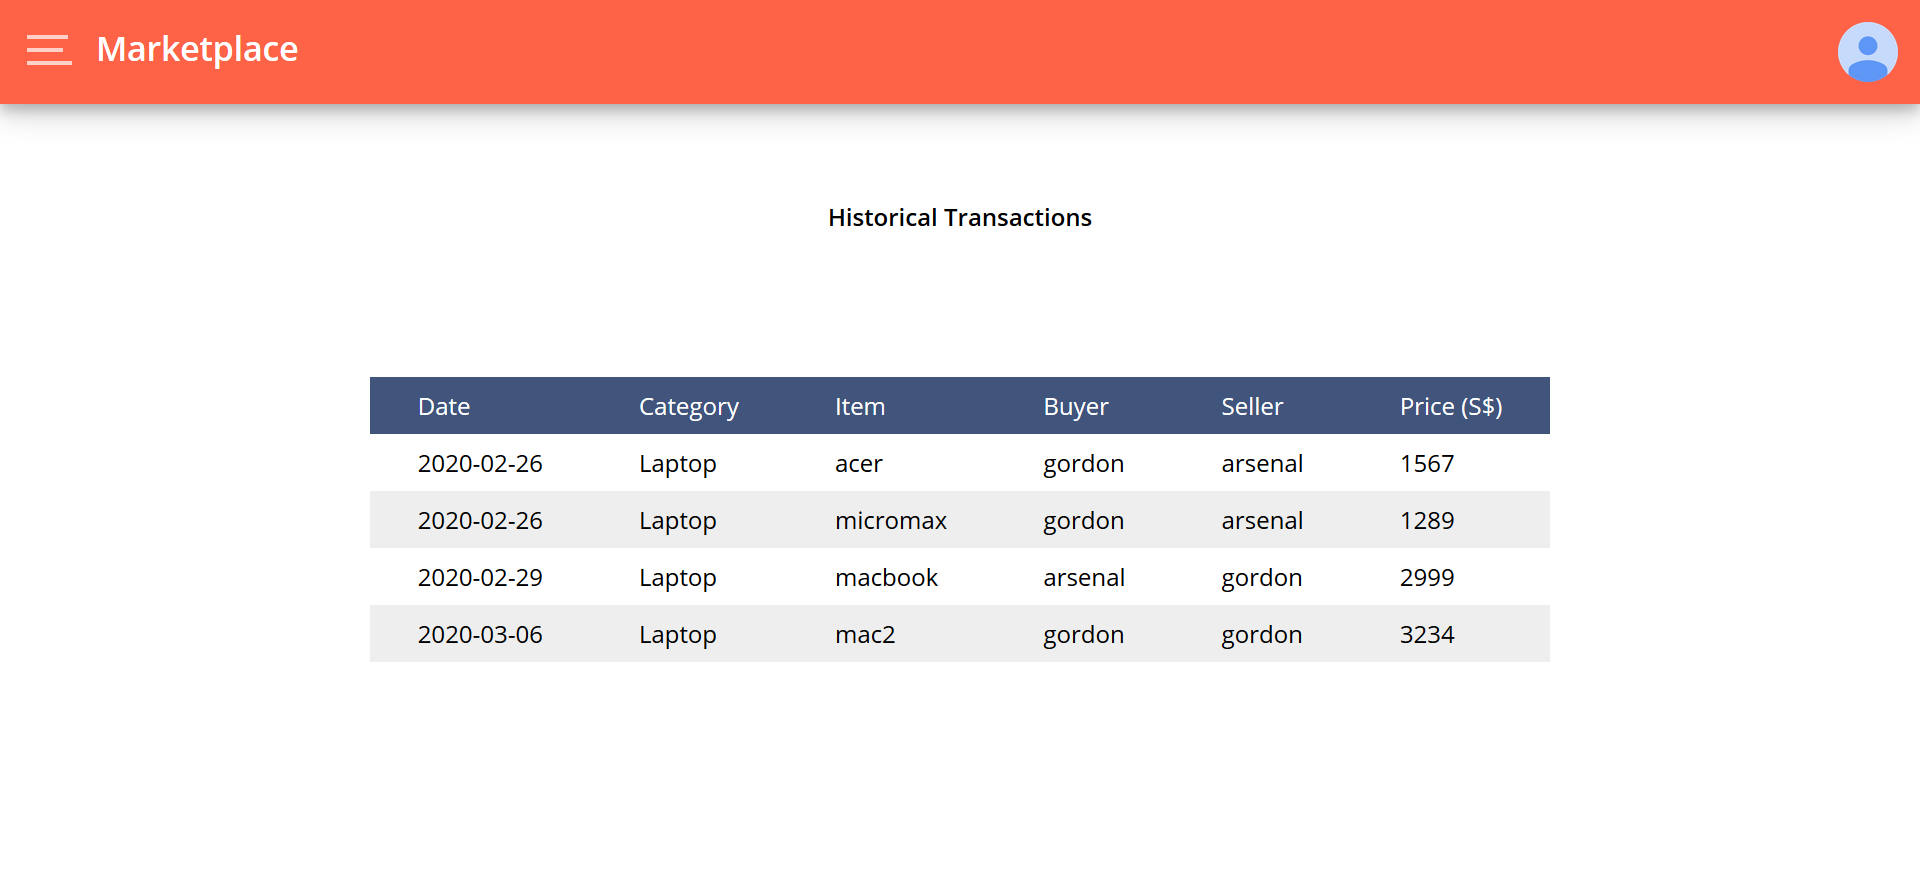 Marketplace
Historical Transactions
Date Category Item Buyer Seller Price (S$)
2020-02-26 Laptop acer gordon arsenal 1567
2020-02-26 Laptop micromax gordon arsenal 1289
2020-02-29 Laptop macbook arsenal gordon 2999
2020-03-06 Laptop mac2 gordon gordon 3234